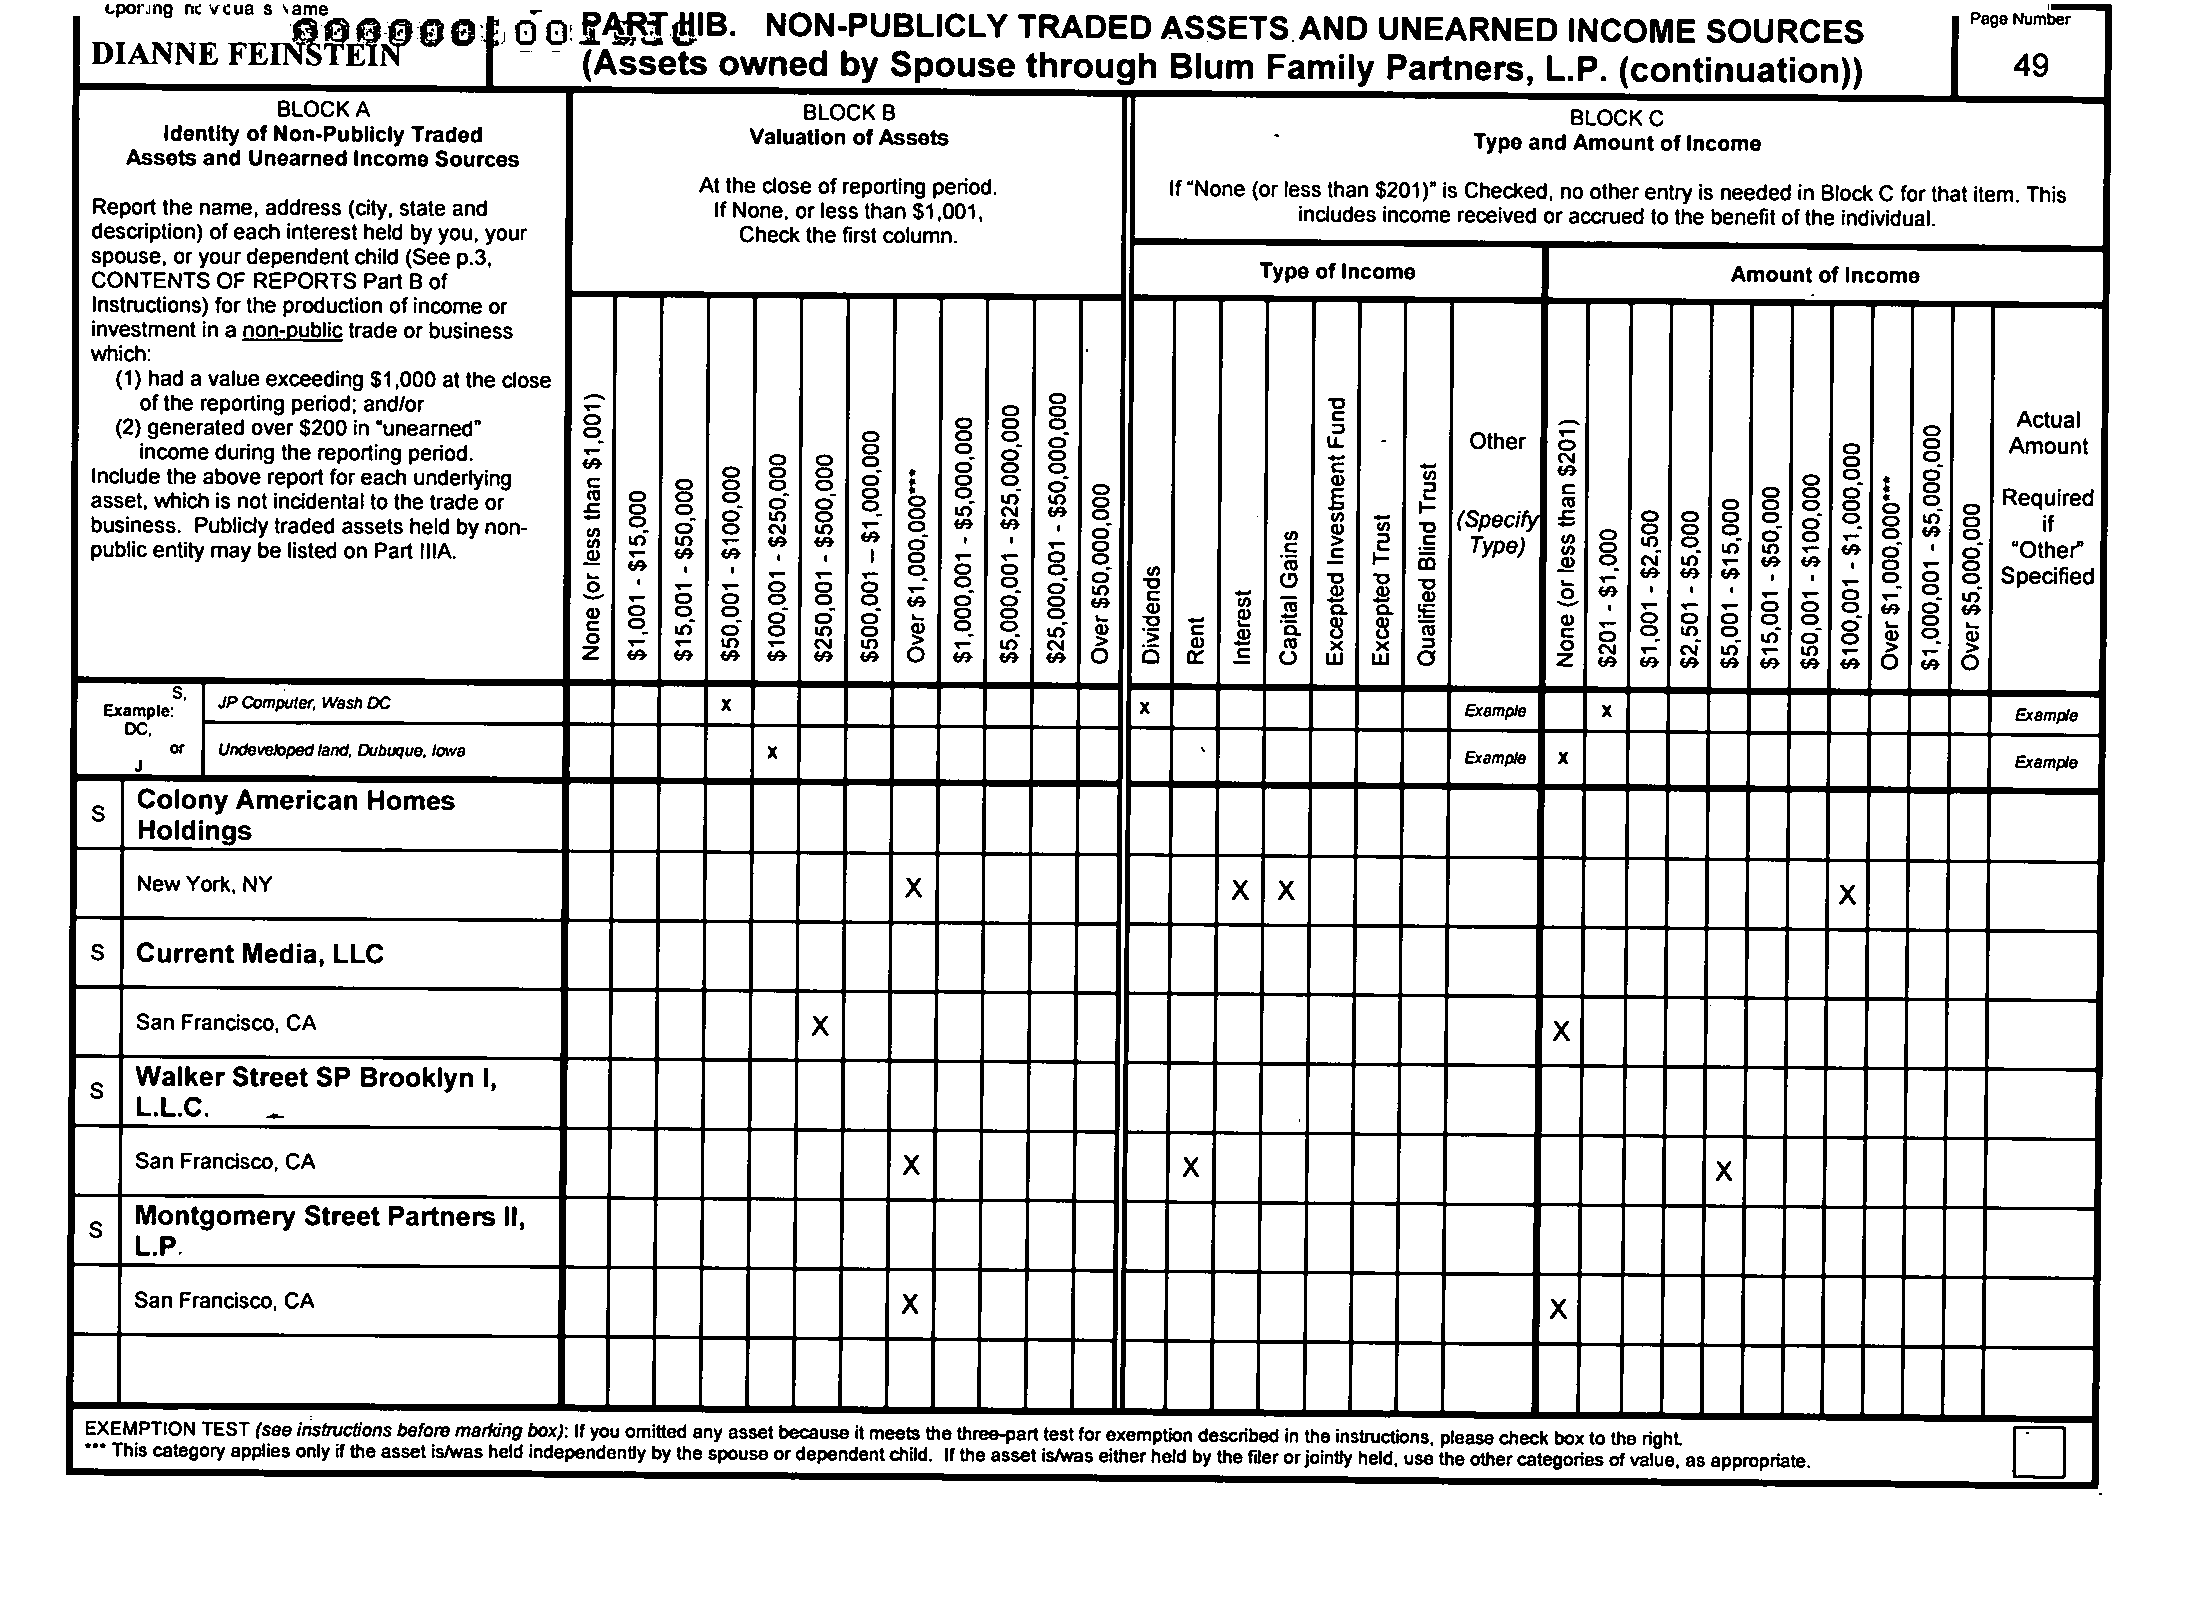 DIANNE FEINSTEIN
PART IIIB. NON-PUBLICLY TRADED ASSETS AND UNEARNED INCOME SOURCES
(Assets owned by Spouse through Blum Family Partners, L.P. (continuation))
Page Number
49
BLOCK A
Identity of Non-Publicly Traded
Assets and Unearned Income Sources
Report the name, address (city, state and
description) of each interest held by you, your
spouse, or your dependent child (See p.3,
CONTENTS OF REPORTS Part B of
Instructions) for the production of income or
investment in a non-public trade or business
which:
(1) had a value exceeding $1,000 at the close
of the reporting period; and/or
(2) generated over $200 in "unearned"
income during the reporting period.
Include the above report for each underlying
asset, which is not incidental to the trade or
business. Publicly traded assets held by non-
public entity may be listed on Part IIIA.
BLOCK B
Valuation of Assets
At the close of reporting period.
If None, or less than $1,001,
Check the first column.
None (or less than $1,001)
$1,001 - $15,000
$15,001 - $50,000
$50,001 - $100,000
$100,001 - $250,000
$250,001 - $500,000
$500,001 – $1,000,000
Over $1,000,000***
$1,000,001 - $5,000,000
$5,000,001 - $25,000,000
$25,000,001 - $50,000,000
Over $50,000,000
BLOCK C
Type and Amount of Income
If "None (or less than $201)" is Checked, no other entry is needed in Block C for that item. This
includes income received or accrued to the benefit of the individual.
Type of Income
Dividends
Rent
Interest
Capital Gains
Excepted Investment Fund
Excepted Trust
Qualified Blind Trust
Other
(Specify
Type)
Amount of Income
None (or less than $201)
$201 - $1,000
$1,001 - $2,500
$2,501 - $5,000
$5,001 - $15,000
$15,001 - $50,000
$50,001 - $100,000
$100,001 - $1,000,000
Over $1,000,000***
$1,000,001 - $5,000,000
Over $5,000,000
Actual
Amount
Required
if
"Other"
Specified
Example:
S,
DC,
or
J
JP Computer, Wash DC x x Example x Example
Undeveloped land, Dubuque, Iowa x Example x Example
S Colony American Homes
Holdings
New York, NY X X X X
S Current Media, LLC
San Francisco, CA X X
S Walker Street SP Brooklyn I,
L.L.C.
San Francisco, CA X X X
S Montgomery Street Partners II,
L.P.
San Francisco, CA X X
EXEMPTION TEST (see instructions before marking box): If you omitted any asset because it meets the three-part test for exemption described in the instructions, please check box to the right.
*** This category applies only if the asset is/was held independently by the spouse or dependent child. If the asset is/was either held by the filer or jointly held, use the other categories of value, as appropriate.